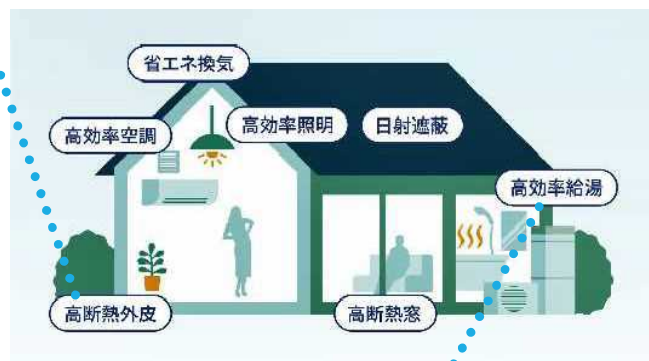 省エネ換気
高効率空調
高効率照明
日射遮蔽
高効率給湯
高断熱外皮
高断熱窓